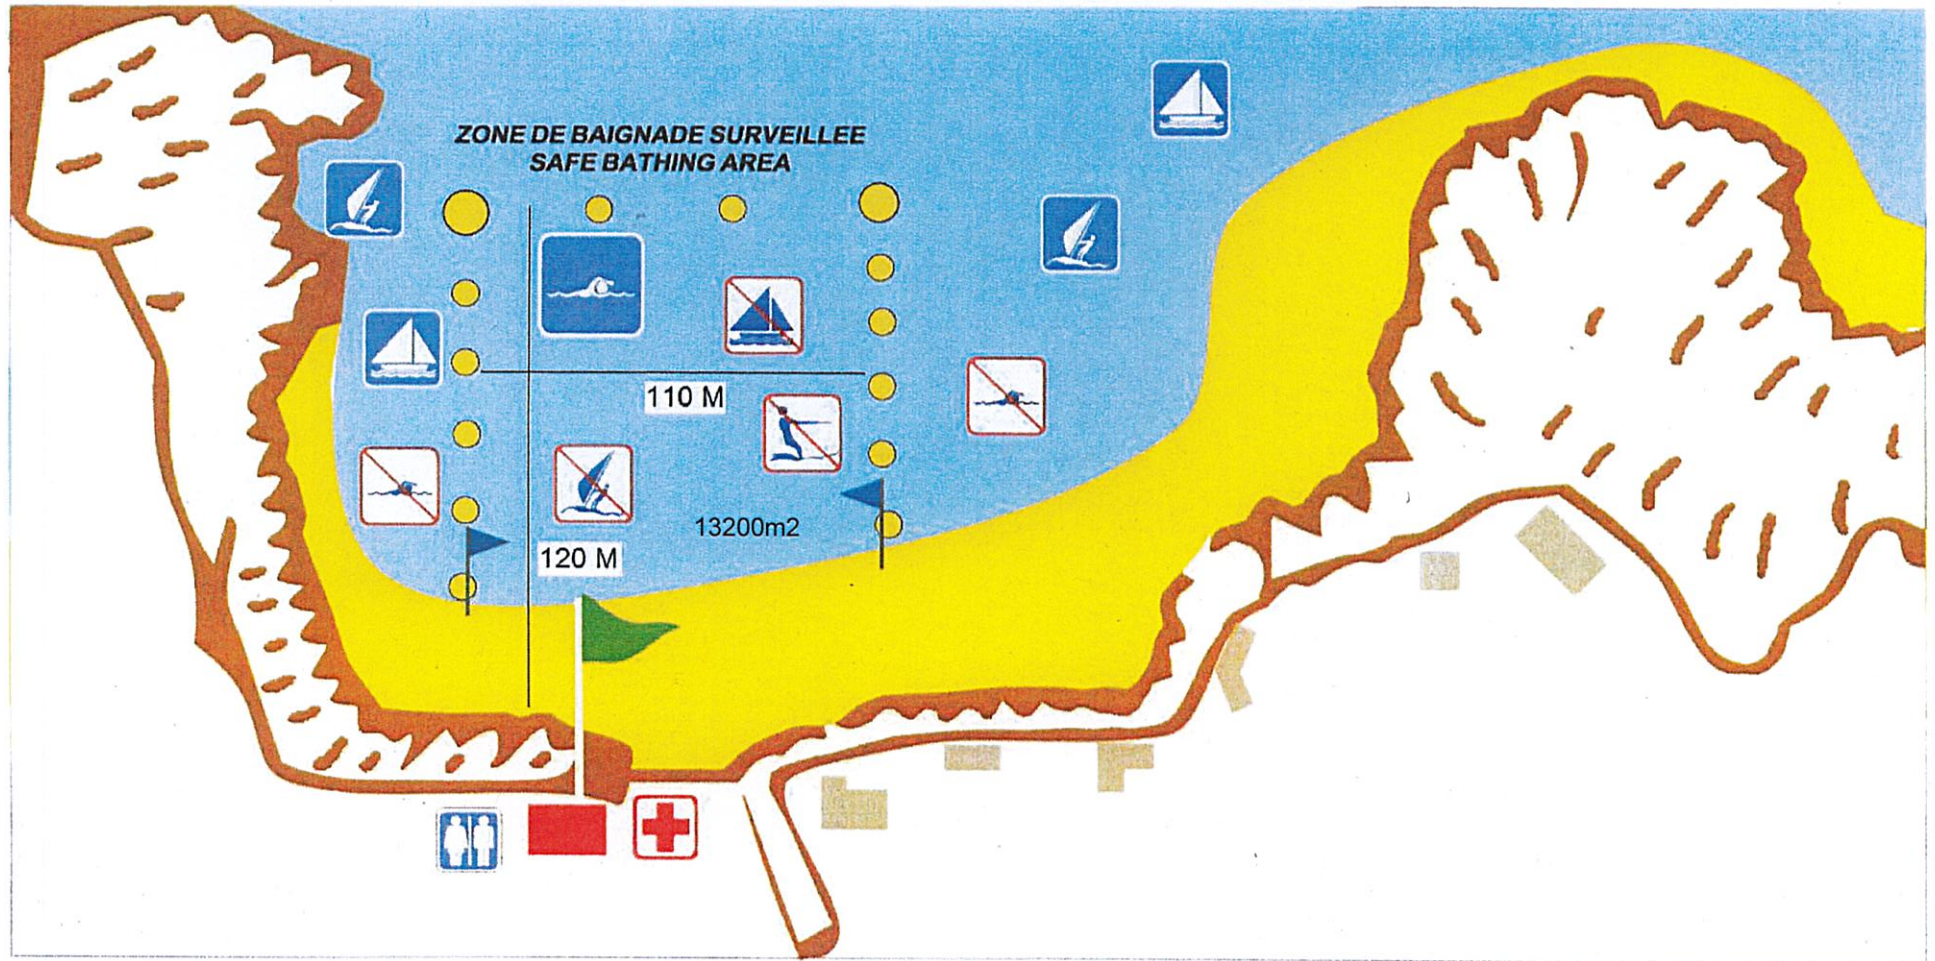 ZONE DE BAIGNADE SURVEILLEE
SAFE BATHING AREA
110 M
13200m2
120 M